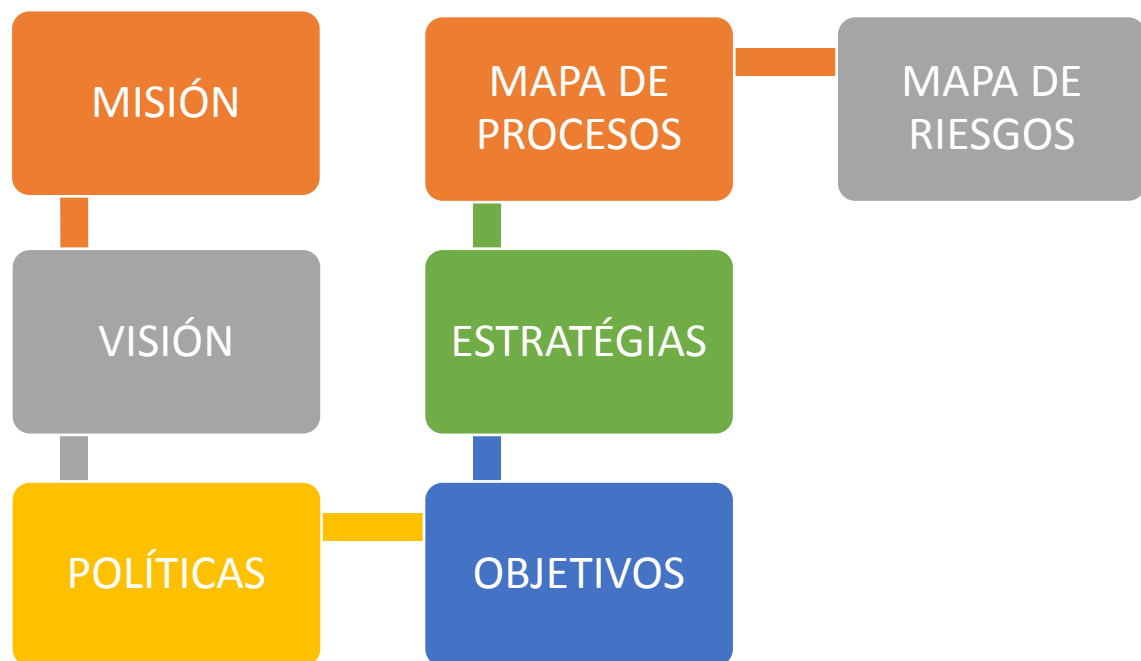 MISIÓN
VISIÓN
POLÍTICAS
OBJETIVOS
ESTRATÉGIAS
MAPA DE
PROCESOS
MAPA DE
RIESGOS